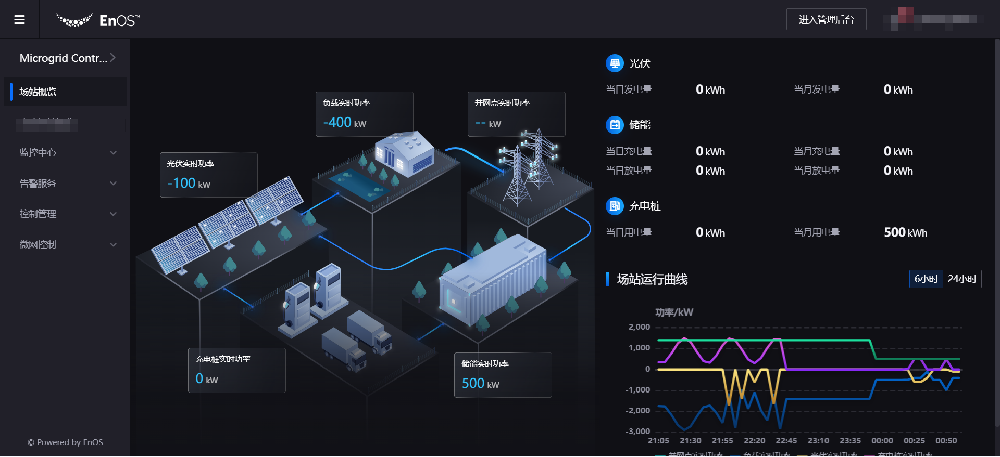 EnOS™
进入管理后台
Microgrid Contr...
场站概览
监控中心
告警服务
控制管理
微网控制
© Powered by EnOS
负载实时功率
-400 kW
并网点实时功率
-- kW
光伏实时功率
-100 kW
充电桩实时功率
0 kW
储能实时功率
500 kW
光伏
当日发电量 0 kWh 当月发电量 0 kWh
储能
当日充电量 0 kWh 当月充电量 0 kWh
当日放电量 0 kWh 当月放电量 0 kWh
充电桩
当日用电量 0 kWh 当月用电量 500 kWh
场站运行曲线
6小时 24小时
功率/kW
2,000
1,000
0
-1,000
-2,000
-3,000
21:05 21:30 21:55 22:20 22:45 23:10 23:35 00:00 00:25 00:50
并网点实时功率 负载实时功率 光伏实时功率 充电桩实时功率